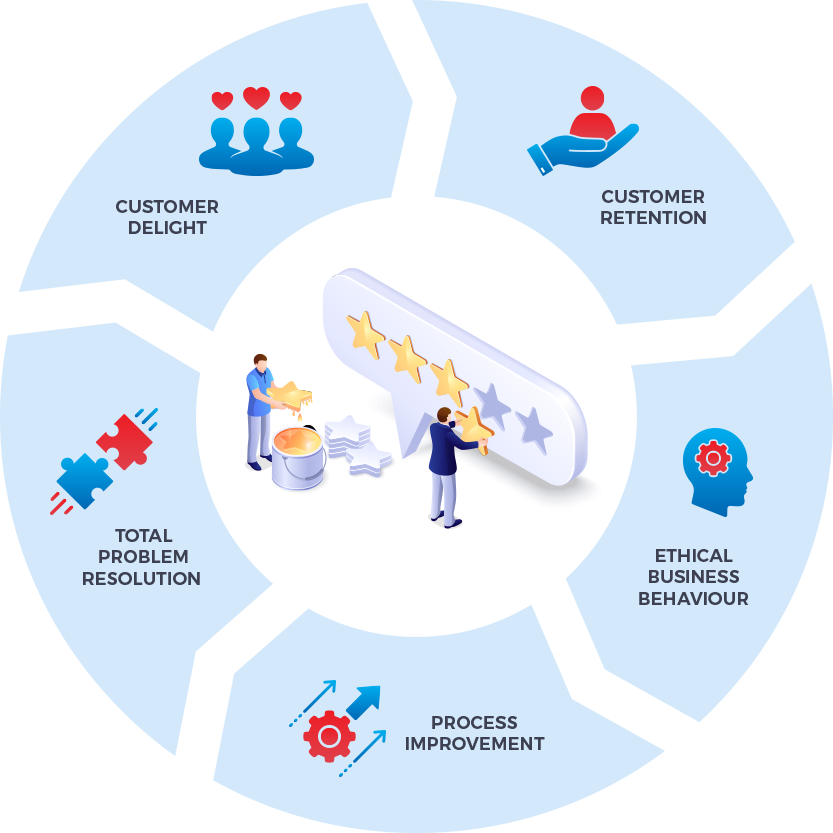 CUSTOMER
DELIGHT
CUSTOMER
RETENTION
ETHICAL
BUSINESS
BEHAVIOUR
PROCESS
IMPROVEMENT
TOTAL
PROBLEM
RESOLUTION